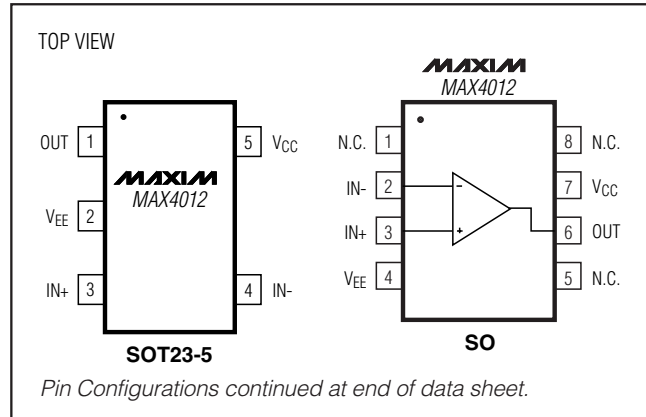 TOP VIEW
OUT 1
5 VCC
MAXIM
MAX4012
VEE 2
IN+ 3
4 IN-
SOT23-5
MAXIM
MAX4012
N.C. 1
8 N.C.
IN- 2
-
7 VCC
IN+ 3
+
6 OUT
VEE 4
5 N.C.
SO
Pin Configurations continued at end of data sheet.